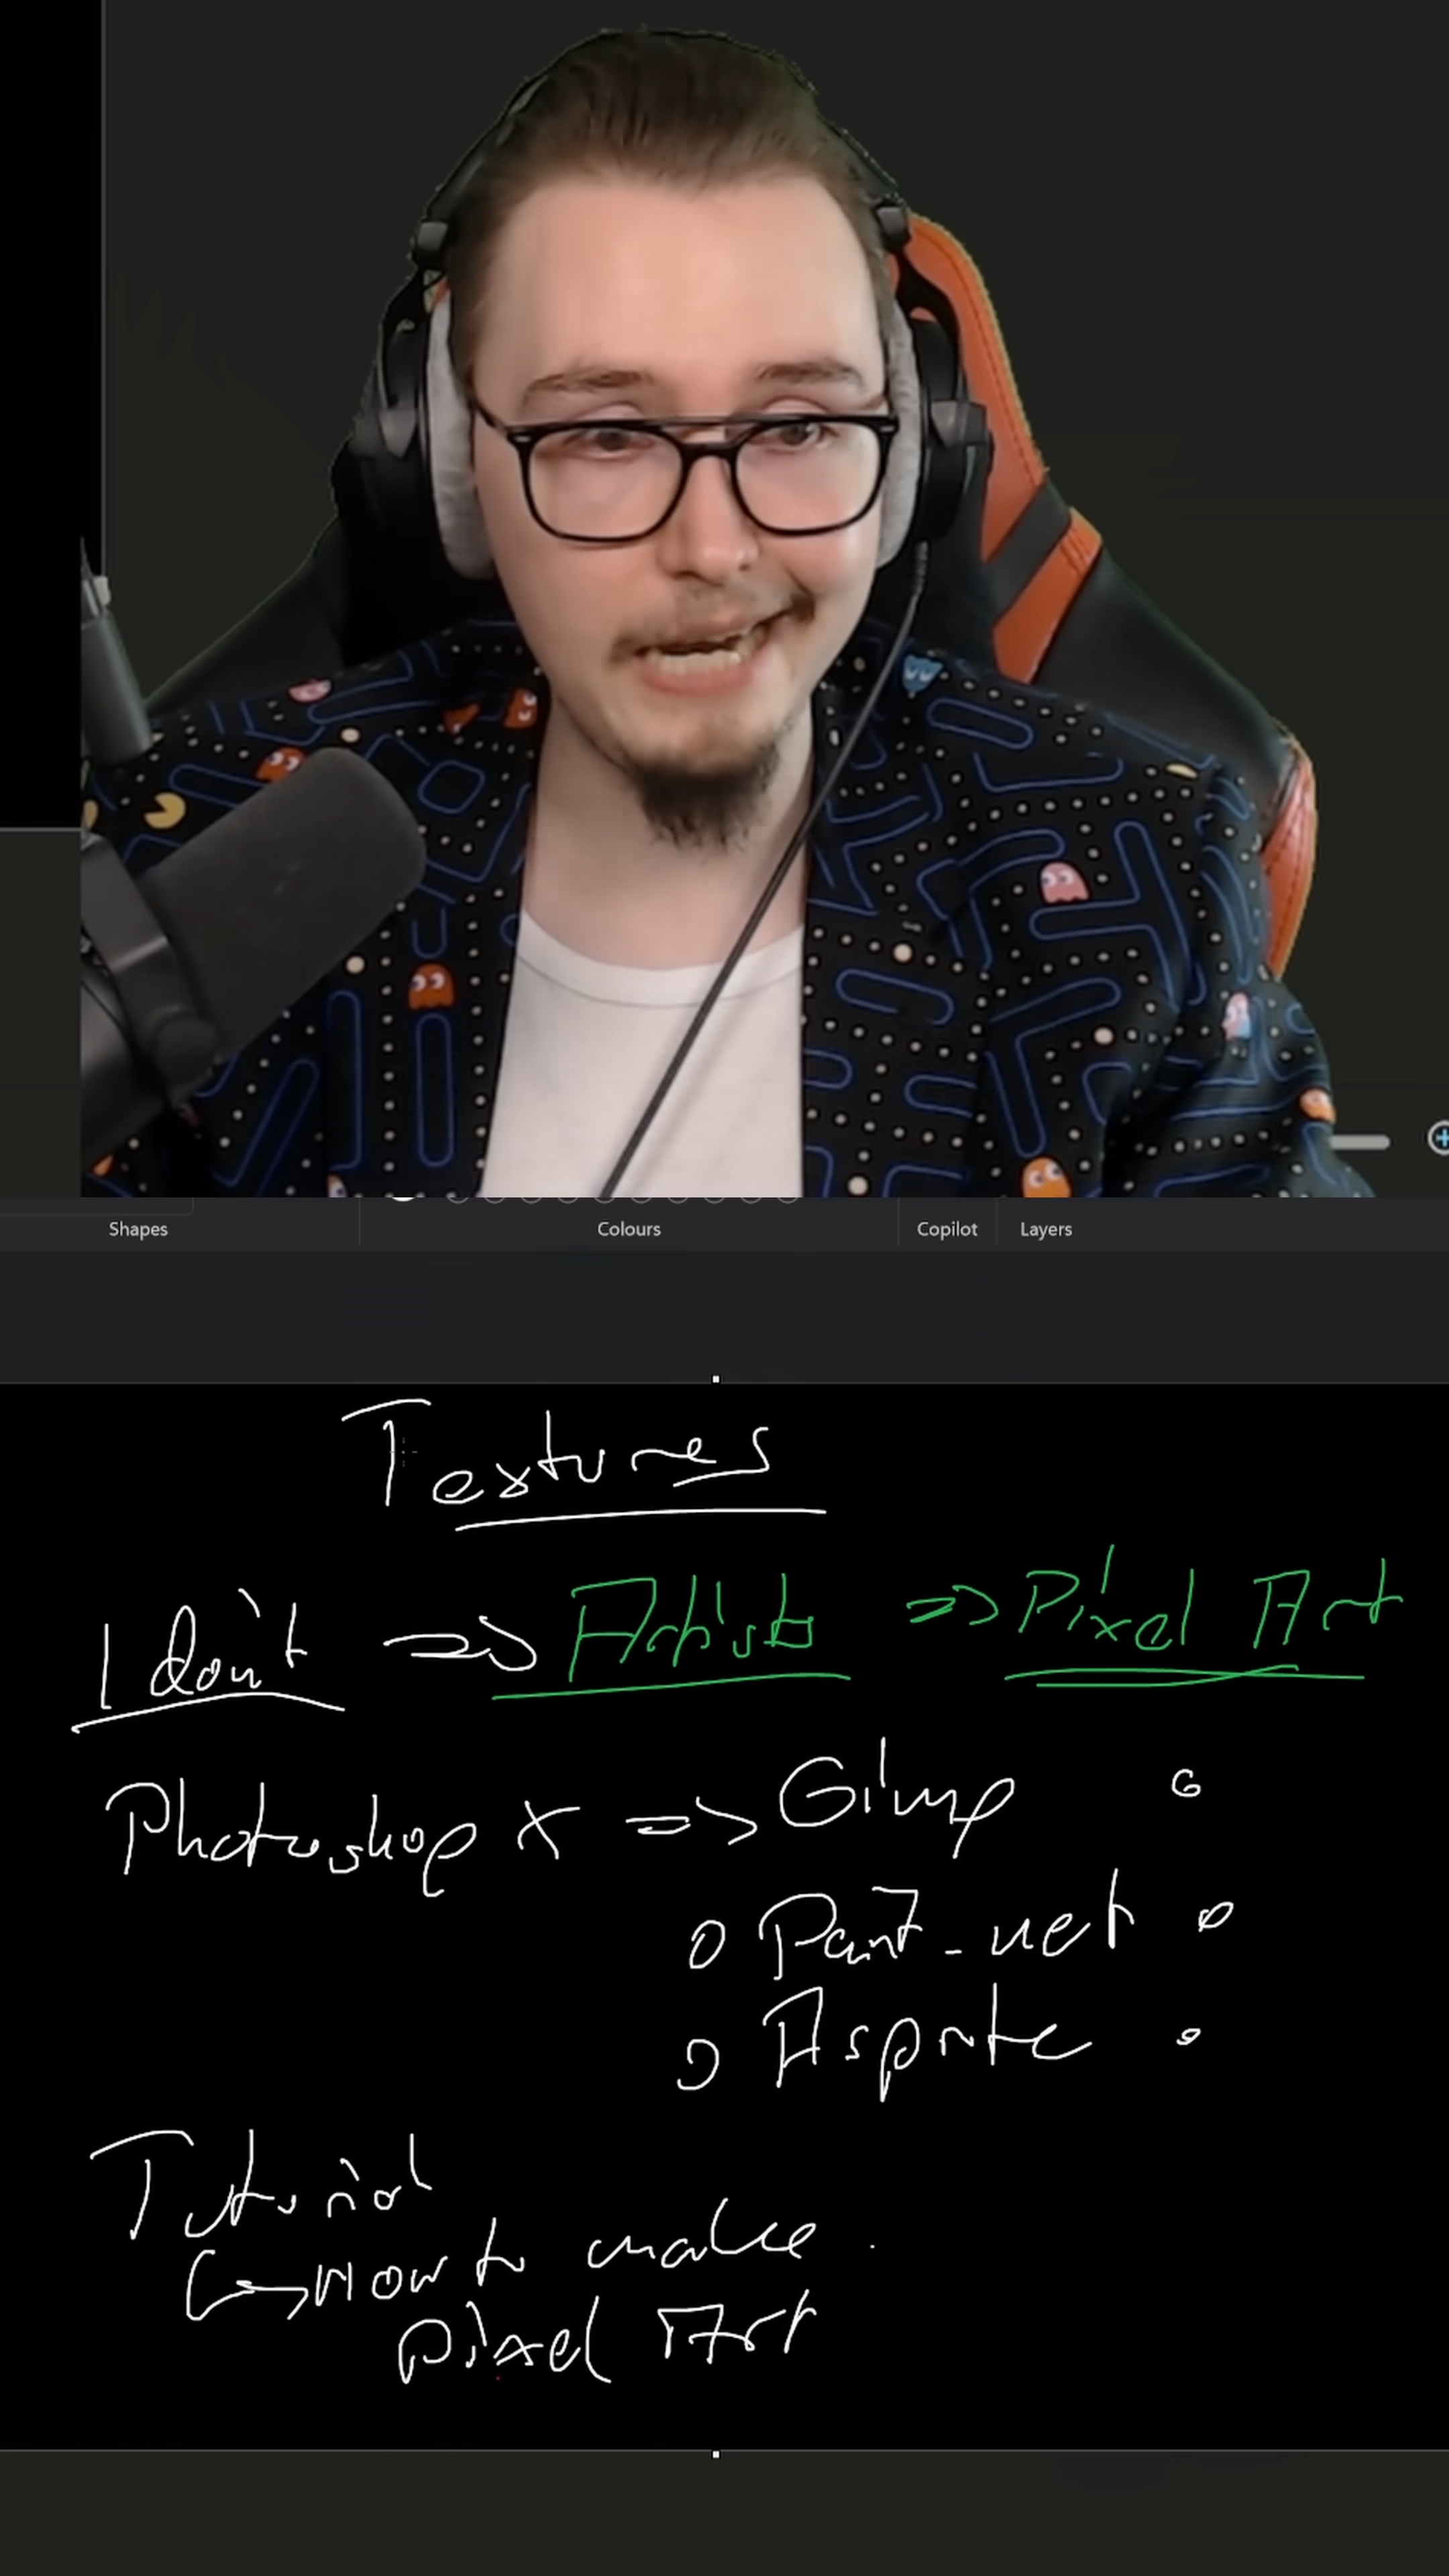 Shapes Colours Copilot Layers
Textures
I don't => Artists => Pixel Art
Photoshop x => Gimp
Paint.net
Asprite
Tutorial
How to make
Pixel Art